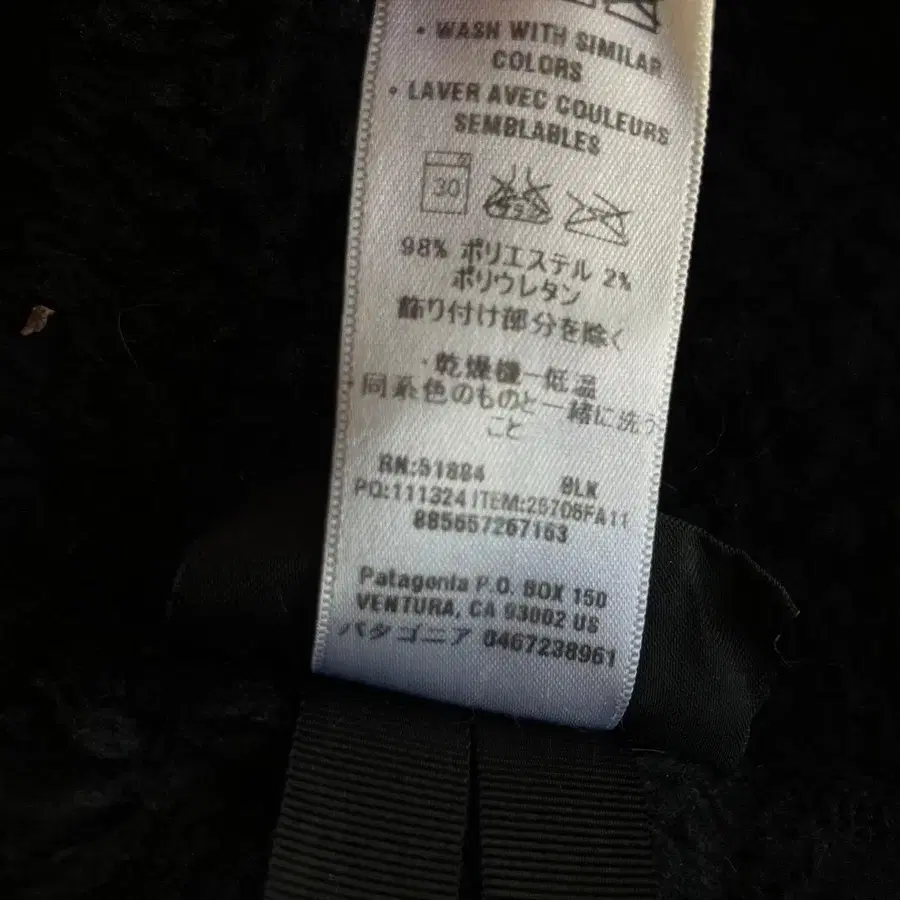 • WASH WITH SIMILAR
COLORS
• LAVER AVEC COULEURS
SEMBLABLES
30
98% ポリエステル 2%
ポリウレタン
飾り付け部分を除く
・乾燥機－低温
・同系色のものと一緒に洗う
こと
RN:51884 BLK
PO:111324 ITEM:25706FA11
885657267163
Patagonia P.O. BOX 150
VENTURA, CA 93002 US
パタゴニア 0467238961